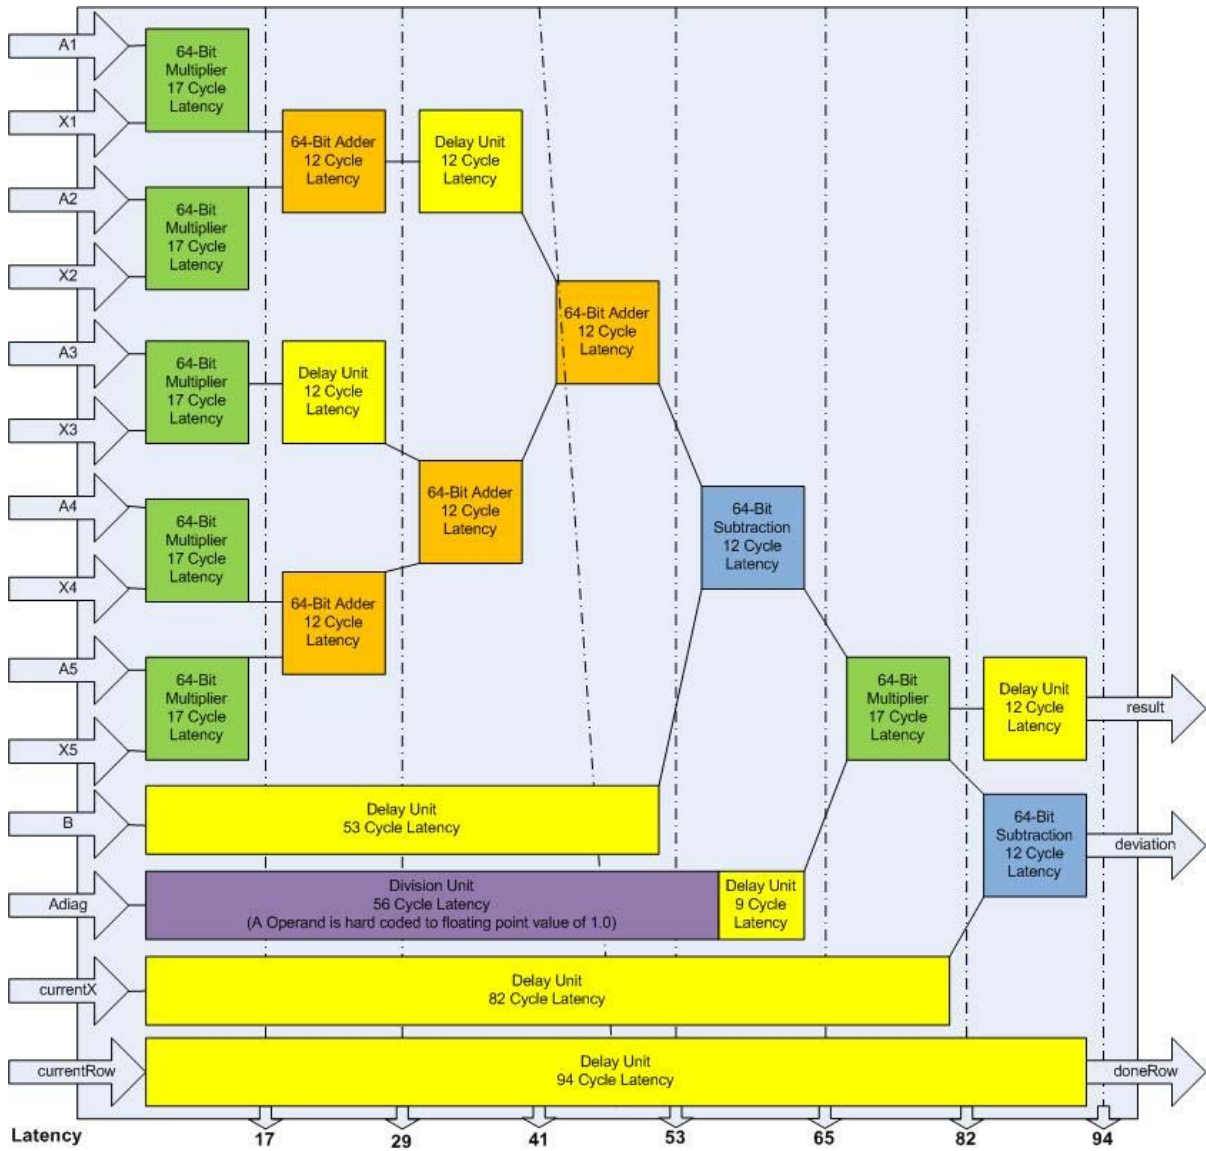 A1
X1
A2
X2
A3
X3
A4
X4
A5
X5
B
Adiag
currentX
currentRow
64-Bit
Multiplier
17 Cycle
Latency
64-Bit
Multiplier
17 Cycle
Latency
64-Bit
Multiplier
17 Cycle
Latency
64-Bit
Multiplier
17 Cycle
Latency
64-Bit
Multiplier
17 Cycle
Latency
64-Bit Adder
12 Cycle
Latency
Delay Unit
12 Cycle
Latency
64-Bit Adder
12 Cycle
Latency
Delay Unit
12 Cycle
Latency
64-Bit Adder
12 Cycle
Latency
64-Bit Adder
12 Cycle
Latency
64-Bit
Subtraction
12 Cycle
Latency
64-Bit
Multiplier
17 Cycle
Latency
Delay Unit
12 Cycle
Latency
64-Bit
Subtraction
12 Cycle
Latency
Delay Unit
53 Cycle Latency
Division Unit
56 Cycle Latency
(A Operand is hard coded to floating point value of 1.0)
Delay Unit
9 Cycle
Latency
Delay Unit
82 Cycle Latency
Delay Unit
94 Cycle Latency
result
deviation
doneRow
Latency 17 29 41 53 65 82 94